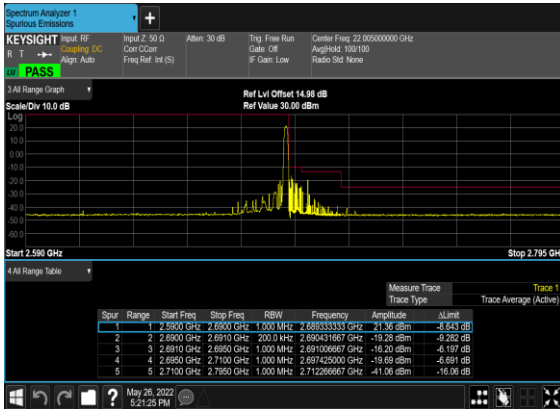 Spectrum Analyzer 1
Spurious Emissions
+
KEYSIGHT Input: RF Input Z: 50 Ω Atten: 30 dB Trig: Free Run Center Freq: 22.005000000 GHz
R T Coupling: DC Corr CCorr Gate: Off Avg|Hold: 100/100
Align: Auto Freq Ref: Int (S) IF Gain: Low Radio Std: None
PASS
3 All Range Graph
Ref Lvl Offset 14.98 dB
Scale/Div 10.0 dB Ref Value 30.00 dBm
Log
20.0
10.0
0.00
-10.0
-20.0
-30.0
-40.0
-50.0
-60.0
Start 2.590 GHz Stop 2.795 GH
4 All Range Table
Measure Trace Trace 1
Trace Type Trace Average (Active)
Spur Range Start Freq Stop Freq RBW Frequency Amplitude ΔLimit
1 1 2.5900 GHz 2.6900 GHz 1.000 MHz 2.689333333 GHz 21.36 dBm -8.643 dB
2 2 2.6900 GHz 2.6910 GHz 200.0 kHz 2.690431667 GHz -19.28 dBm -9.282 dB
3 3 2.6910 GHz 2.6950 GHz 1.000 MHz 2.691006667 GHz -16.20 dBm -6.197 dB
4 4 2.6950 GHz 2.7100 GHz 1.000 MHz 2.697425000 GHz -19.69 dBm -6.691 dB
5 5 2.7100 GHz 2.7950 GHz 1.000 MHz 2.712266667 GHz -41.06 dBm -16.06 dB
? May 26, 2022
5:21:25 PM